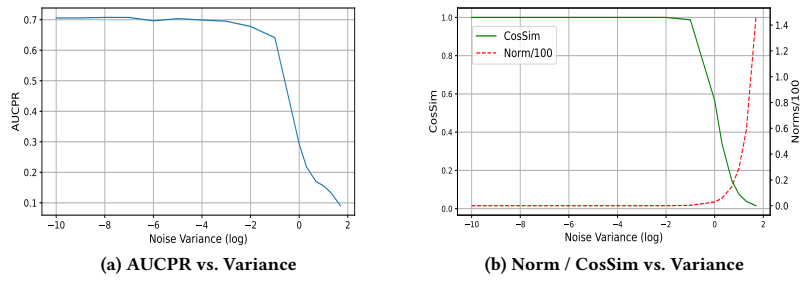 0.7
0.6
0.5
0.4
0.3
0.2
0.1
AUCPR
−10 −8 −6 −4 −2 0 2
Noise Variance (log)
(a) AUCPR vs. Variance
1.0
0.8
0.6
0.4
0.2
0.0
CosSim
CosSim
Norm/100
1.4
1.2
1.0
0.8
0.6
0.4
0.2
0.0
Norms/100
−10 −8 −6 −4 −2 0 2
Noise Variance (log)
(b) Norm / CosSim vs. Variance